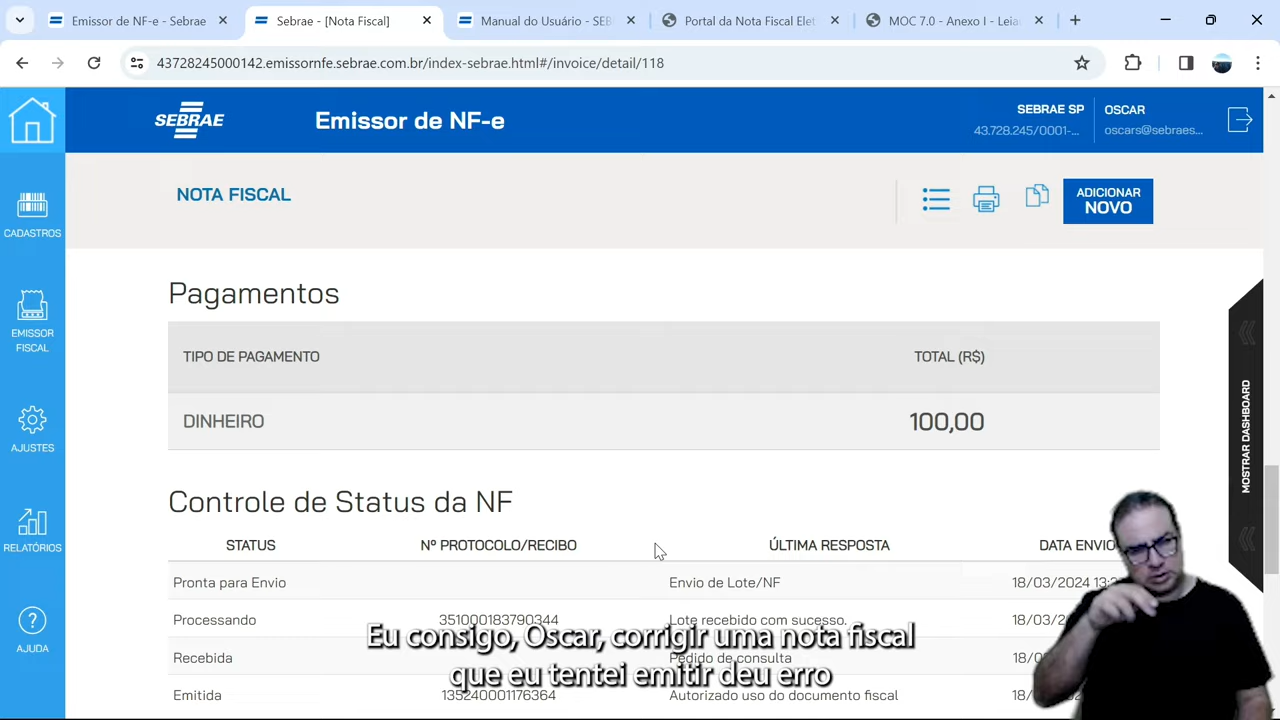 Emissor de NF-e - Sebrae
Sebrae - [Nota Fiscal]
Manual do Usuário - SEB
Portal da Nota Fiscal Elet
MOC 7.0 - Anexo I - Leia
43728245000142.emissornfe.sebrae.com.br/index-sebrae.html#/invoice/detail/118
SEBRAE
Emissor de NF-e
SEBRAE SP
43.728.245/0001-...
OSCAR
oscars@sebraes...
NOTA FISCAL
ADICIONAR
NOVO
CADASTROS
EMISSOR
FISCAL
AJUSTES
RELATÓRIOS
AJUDA
Pagamentos
TIPO DE PAGAMENTO TOTAL (R$)
DINHEIRO 100,00
MOSTRAR DASHBOARD
Controle de Status da NF
STATUS Nº PROTOCOLO/RECIBO ÚLTIMA RESPOSTA DATA ENVIO
Pronta para Envio Envio de Lote/NF 18/03/2024
Processando 351000183790344 Lote recebido com sucesso.
Recebida Pedido de consulta
Emitida 135240001176364 Autorizado uso do documento fiscal
Eu consigo, Oscar, corrigir uma nota fiscal
que eu tentei emitir deu erro